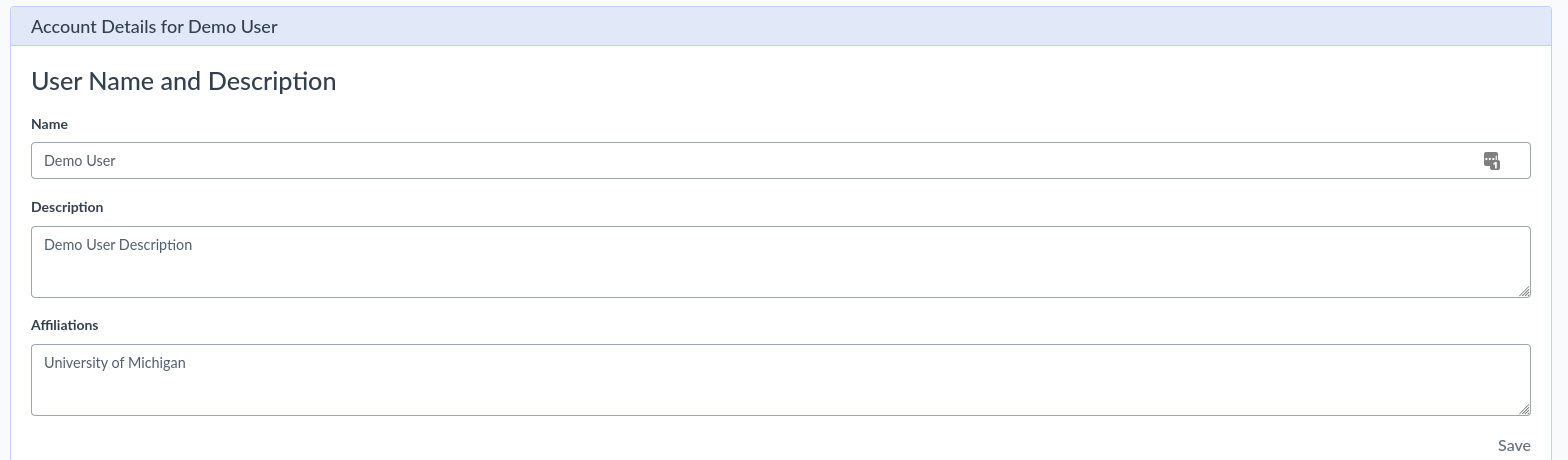 Account Details for Demo User
User Name and Description
Name
Demo User
1
Description
Demo User Description
Affiliations
University of Michigan
Save